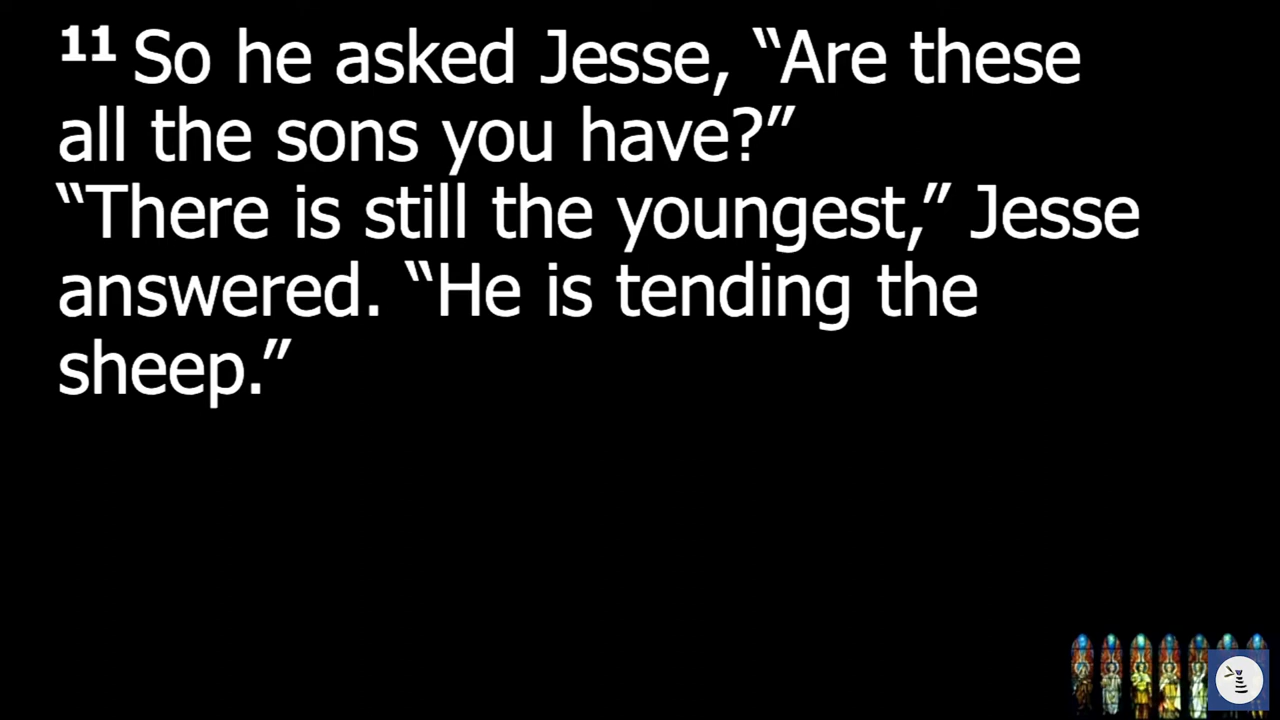 11 So he asked Jesse, “Are these
all the sons you have?”
“There is still the youngest,” Jesse
answered. “He is tending the
sheep.”